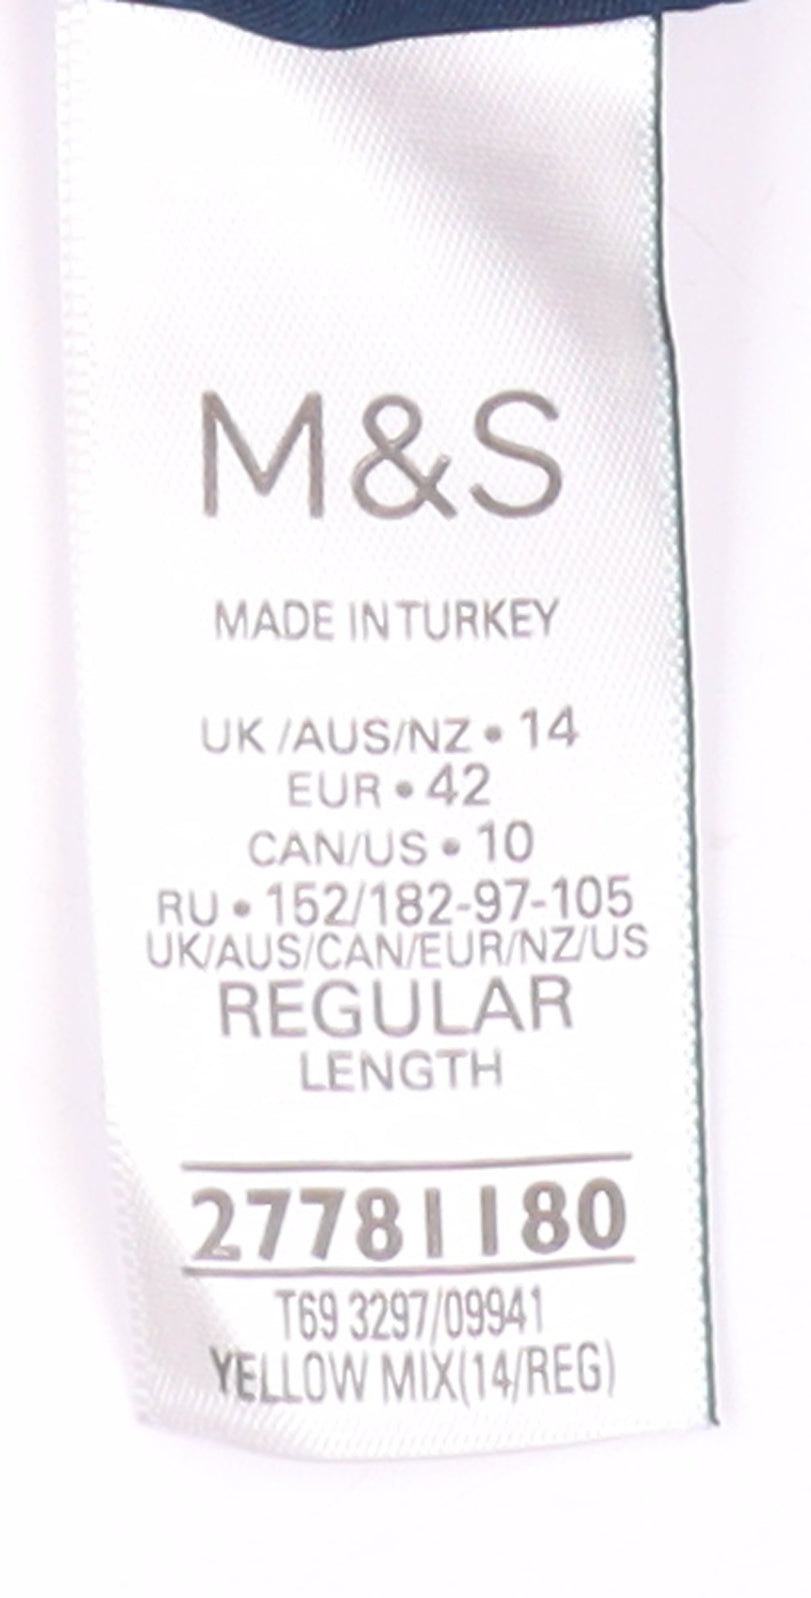 M&S
MADE IN TURKEY
UK/AUS/NZ • 14
EUR • 42
CAN/US • 10
RU • 152/182-97-105
UK/AUS/CAN/EUR/NZ/US
REGULAR
LENGTH
27781180
T69 3297/09941
YELLOW MIX(14/REG)